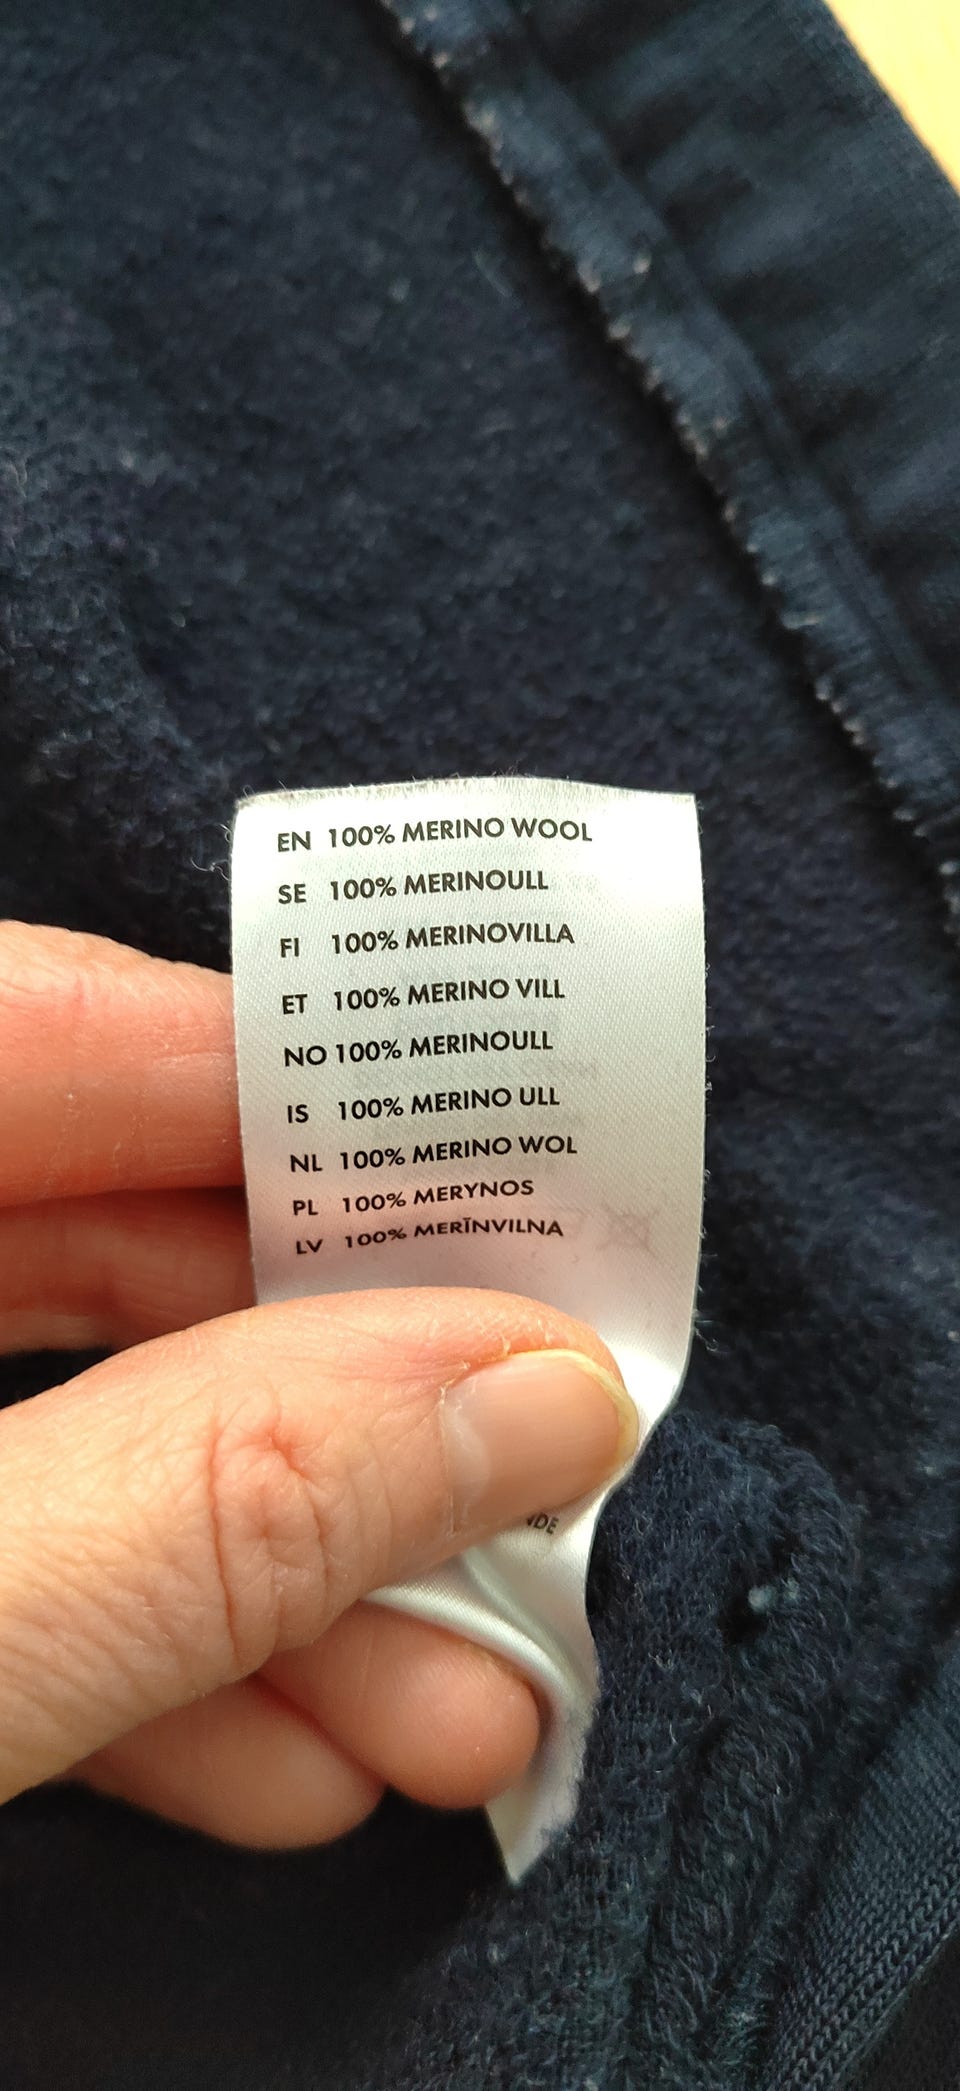 EN 100% MERINO WOOL
SE 100% MERINOULL
FI 100% MERINOVILLA
ET 100% MERINO VILL
NO 100% MERINOULL
IS 100% MERINO ULL
NL 100% MERINO WOL
PL 100% MERYNOS
LV 100% MERĪNVILNA